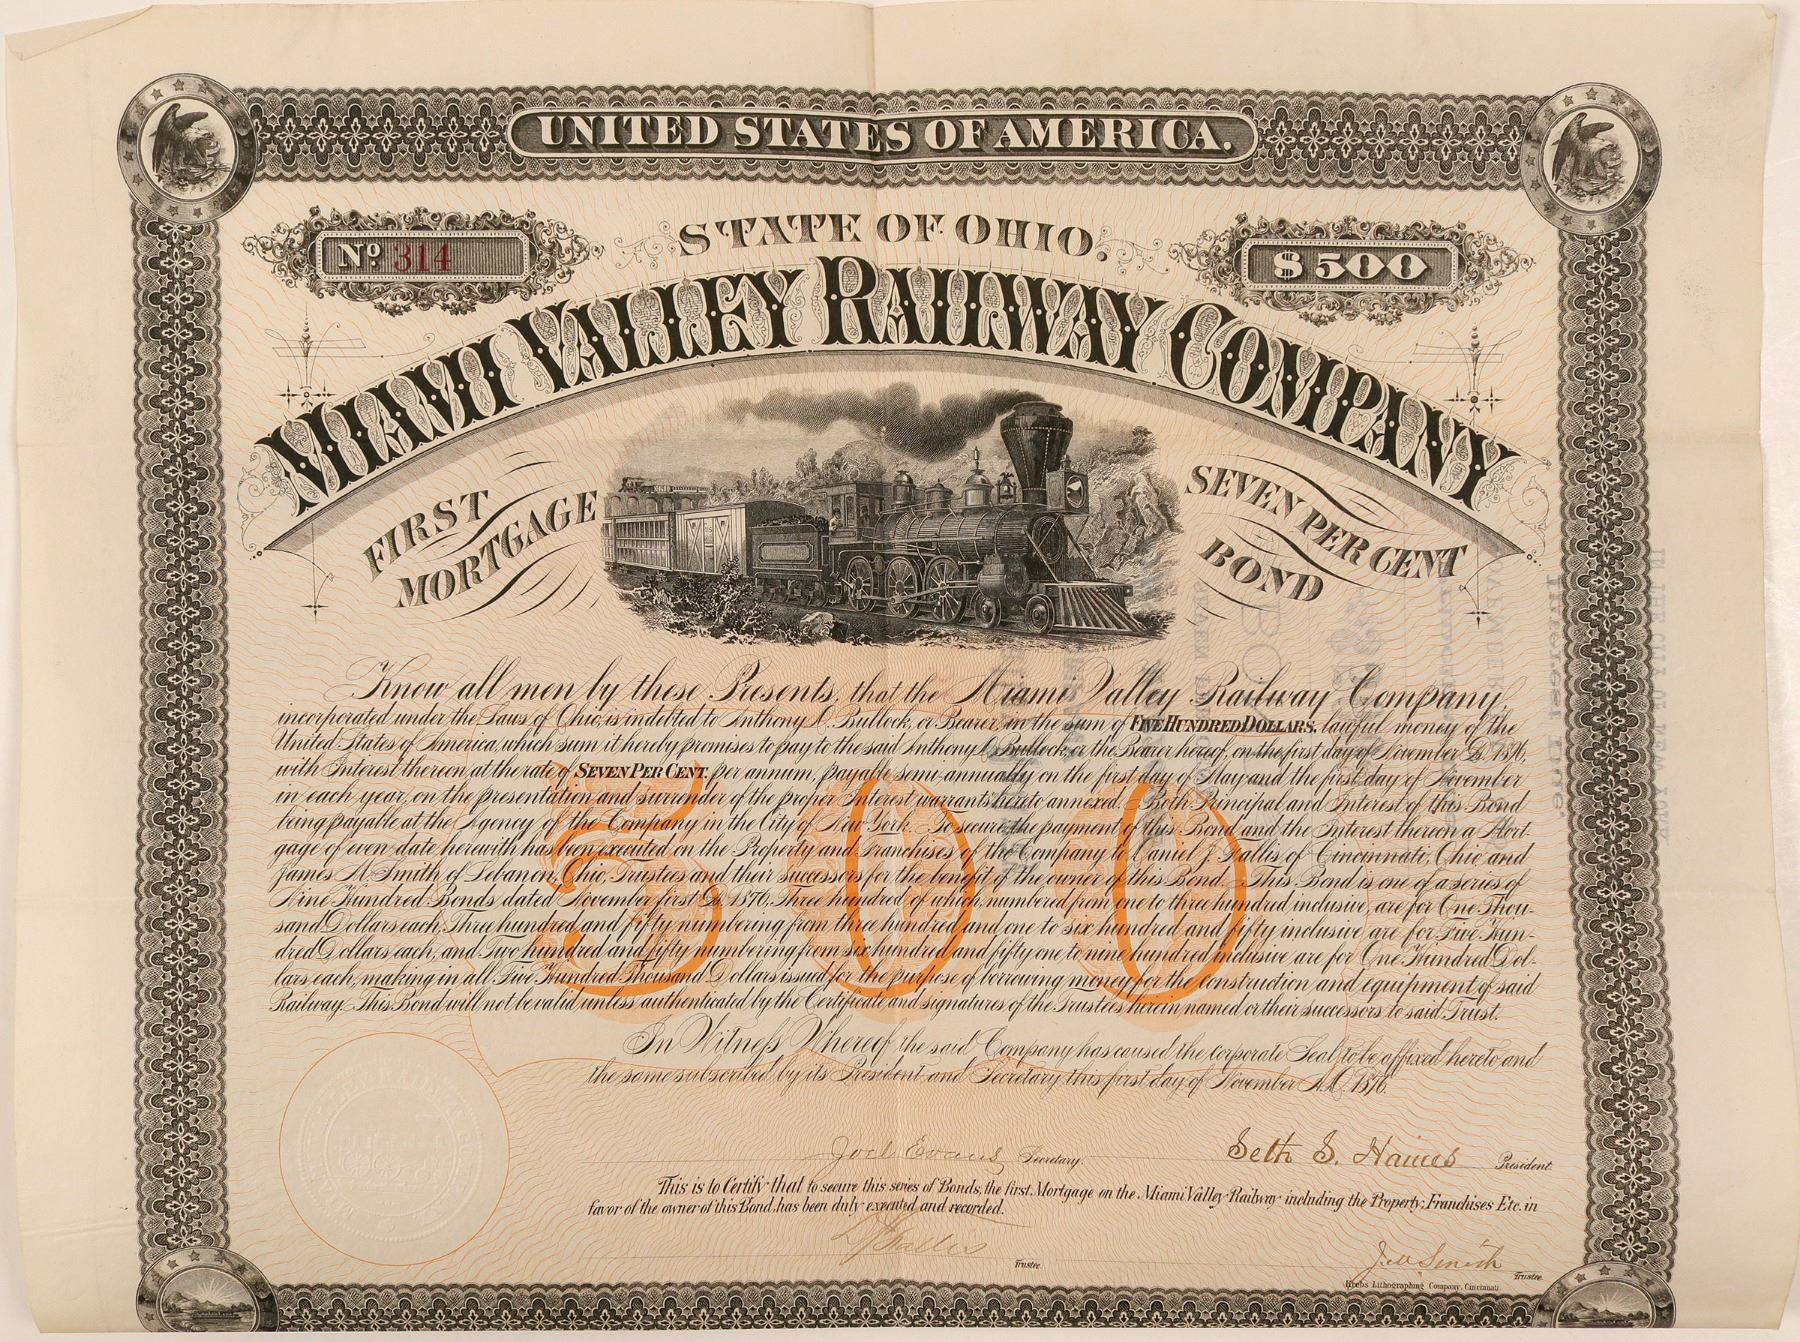 UNITED STATES OF AMERICA.
STATE OF OHIO.
No. 314
$500
MIAMI VALLEY RAILWAY COMPANY
FIRST MORTGAGE
SEVEN PER CENT BOND
Know all men by these Presents, that the Miami Valley Railway Company,
incorporated under the Laws of Ohio, is indebted to Anthony C. Bullock, or Bearer, in the sum of FIVE HUNDRED DOLLARS, lawful money of the
United States of America, which sum it hereby promises to pay to the said Anthony C. Bullock, or the Bearer hereof, on the first day of November
with Interest thereon at the rate of SEVEN PER CENT. per annum, payable semi-annually on the first day of May and the first day of November
in each year, on the presentation and surrender of the proper Interest warrants hereto annexed. Both Principal and Interest of this Bond
being payable at the Agency of the Company in the City of New York. To secure the payment of this Bond and the Interest thereon a Mort-
gage of even date herewith has been executed on the Property and Franchises of the Company to Daniel J. Fallis of Cincinnati, Ohio and
James M. Smith of Lebanon, Ohio, Trustees and their successors for the benefit of the owner of this Bond. This Bond is one of a series of
Nine Hundred Bonds dated November first 1876, Three hundred of which, numbered from one to three hundred inclusive, are for One Thou-
sand Dollars each, Three hundred and fifty numbering from three hundred and one to six hundred and fifty inclusive are for Five Hun-
dred Dollars each, and Two hundred and fifty numbering from six hundred and fifty one to nine hundred inclusive are for One Hundred Dol-
lars each, making in all Five Hundred Thousand Dollars issued for the purpose of borrowing money for the construction and equipment of said
Railway. This Bond will not be valid unless authenticated by the Certificate and signatures of the Trustees herein named or their successors to said Trust.
500
In Witness Whereof the said Company has caused the Corporate Seal to be affixed hereto and
the same subscribed by its President and Secretary this first day of November A.D. 1876.
Joel Evans Secretary.
Seth S. Haines President.
This is to Certify that to secure this series of Bonds, the first Mortgage on the Miami Valley Railway including the Property, Franchises Etc. in
favor of the owner of this Bond, has been duly executed and recorded.
D J Fallis Trustee.
J. M. Smith Trustee.
Krebs Lithographing Company, Cincinnati.